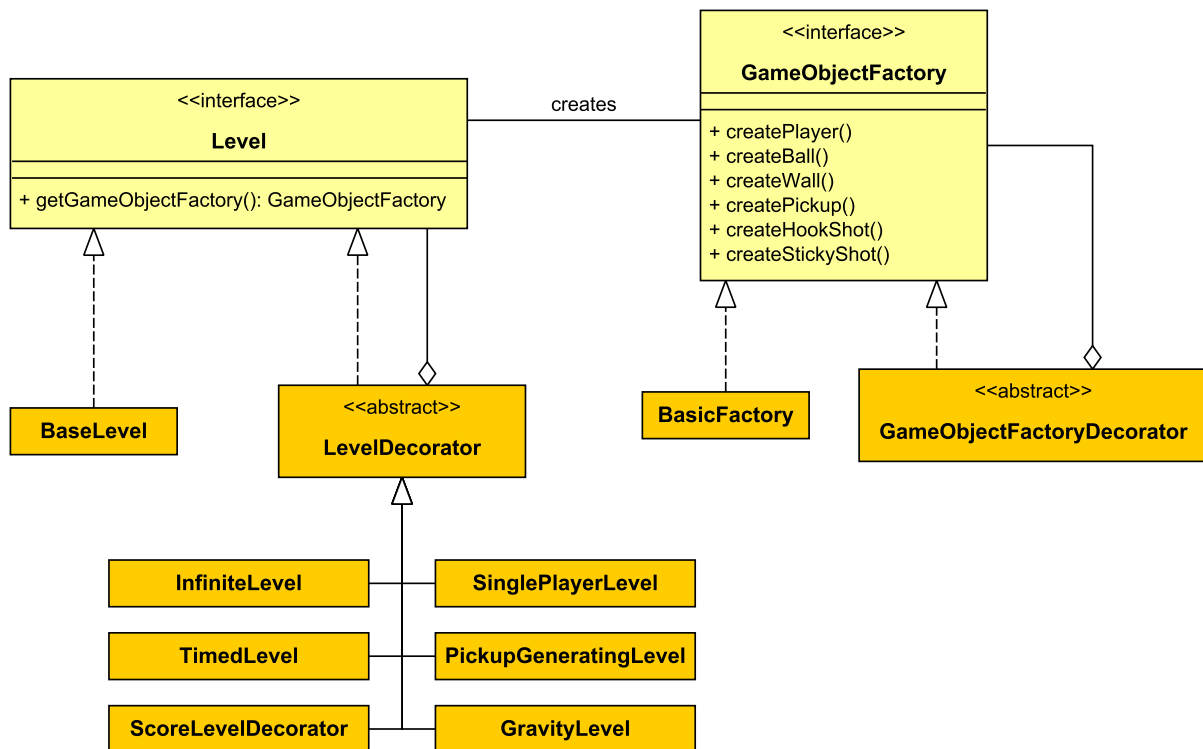 <<interface>>
Level
+ getGameObjectFactory(): GameObjectFactory
creates
<<interface>>
GameObjectFactory
+ createPlayer()
+ createBall()
+ createWall()
+ createPickup()
+ createHookShot()
+ createStickyShot()
BaseLevel
<<abstract>>
LevelDecorator
BasicFactory
<<abstract>>
GameObjectFactoryDecorator
InfiniteLevel
SinglePlayerLevel
TimedLevel
PickupGeneratingLevel
ScoreLevelDecorator
GravityLevel